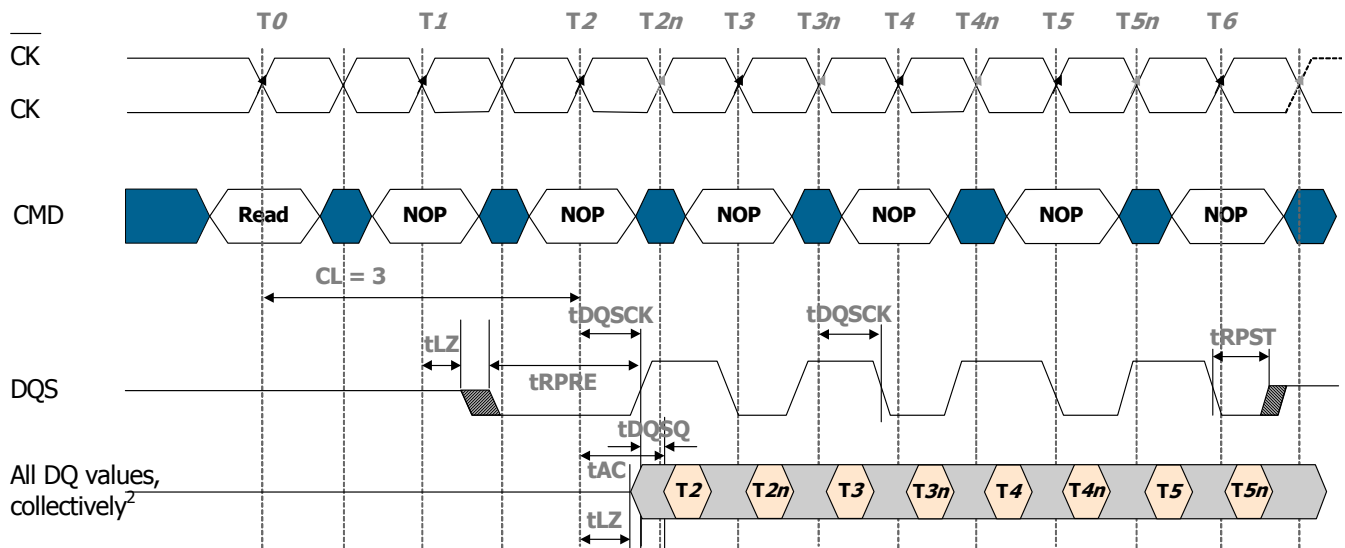 T0 T1 T2 T2n T3 T3n T4 T4n T5 T5n T6
CK
CK
CMD Read NOP NOP NOP NOP NOP NOP
CL = 3
tDQSCK tDQSCK
tLZ tRPRE tRPST
DQS
tDQSQ
tAC
All DQ values,
collectively2
T2 T2n T3 T3n T4 T4n T5 T5n
tLZ